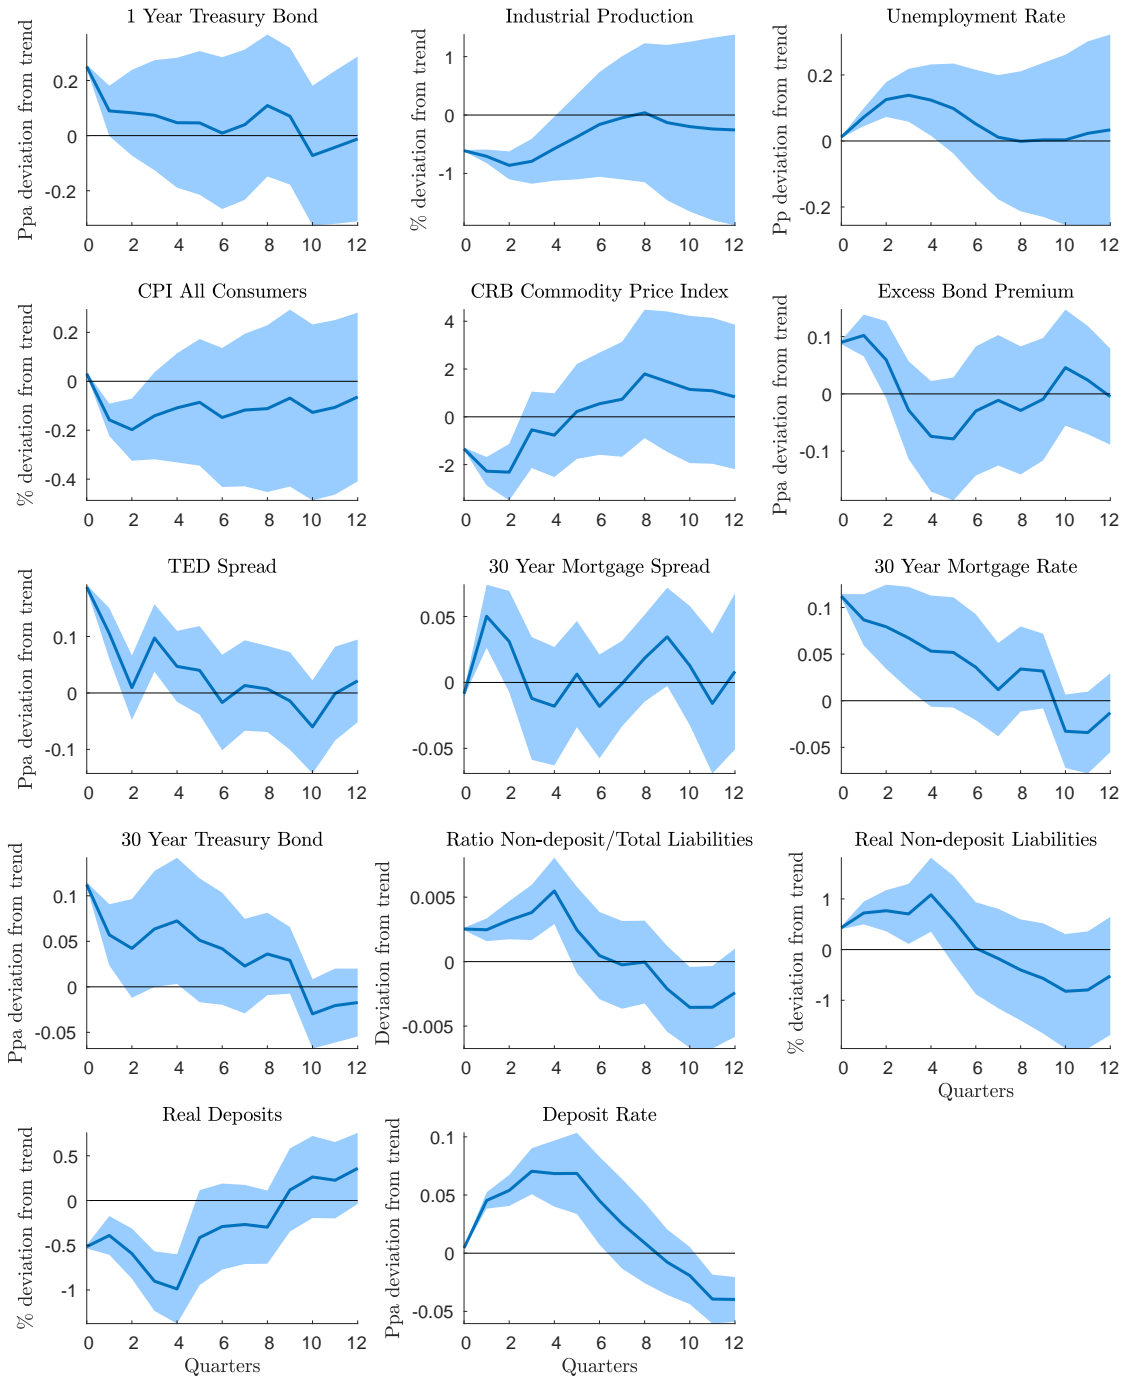 1 Year Treasury Bond
Ppa deviation from trend
0.2
0
-0.2
0 2 4 6 8 10 12
Industrial Production
% deviation from trend
1
0
-1
0 2 4 6 8 10 12
Unemployment Rate
Pp deviation from trend
0.2
0
-0.2
0 2 4 6 8 10 12
CPI All Consumers
% deviation from trend
0.2
0
-0.2
-0.4
0 2 4 6 8 10 12
CRB Commodity Price Index
4
2
0
-2
0 2 4 6 8 10 12
Excess Bond Premium
Ppa deviation from trend
0.1
0
-0.1
0 2 4 6 8 10 12
TED Spread
Ppa deviation from trend
0.1
0
-0.1
0 2 4 6 8 10 12
30 Year Mortgage Spread
0.05
0
-0.05
0 2 4 6 8 10 12
30 Year Mortgage Rate
0.1
0.05
0
-0.05
0 2 4 6 8 10 12
30 Year Treasury Bond
Ppa deviation from trend
0.1
0.05
0
-0.05
0 2 4 6 8 10 12
Ratio Non-deposit/Total Liabilities
Deviation from trend
0.005
0
-0.005
0 2 4 6 8 10 12
Real Non-deposit Liabilities
% deviation from trend
1
0
-1
0 2 4 6 8 10 12
Quarters
Real Deposits
% deviation from trend
0.5
0
-0.5
-1
0 2 4 6 8 10 12
Quarters
Deposit Rate
Ppa deviation from trend
0.1
0.05
0
-0.05
0 2 4 6 8 10 12
Quarters